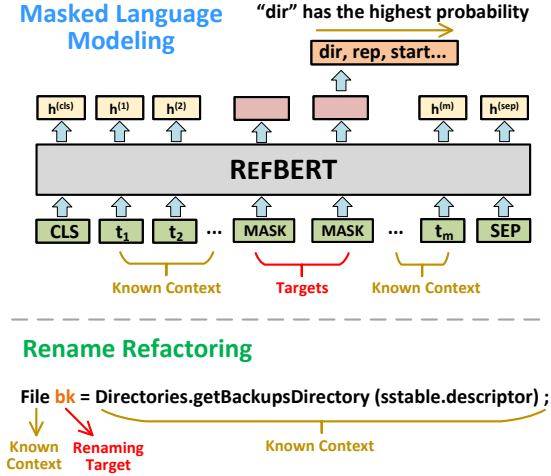 Masked Language
Modeling
“dir” has the highest probability
dir, rep, start...
h(cls) h(1) h(2) h(m) h(sep)
REFBERT
CLS t1 t2 ... MASK MASK ... tm SEP
Known Context Targets Known Context
Rename Refactoring
File bk = Directories.getBackupsDirectory (sstable.descriptor) ;
Known
Context
Renaming
Target
Known Context